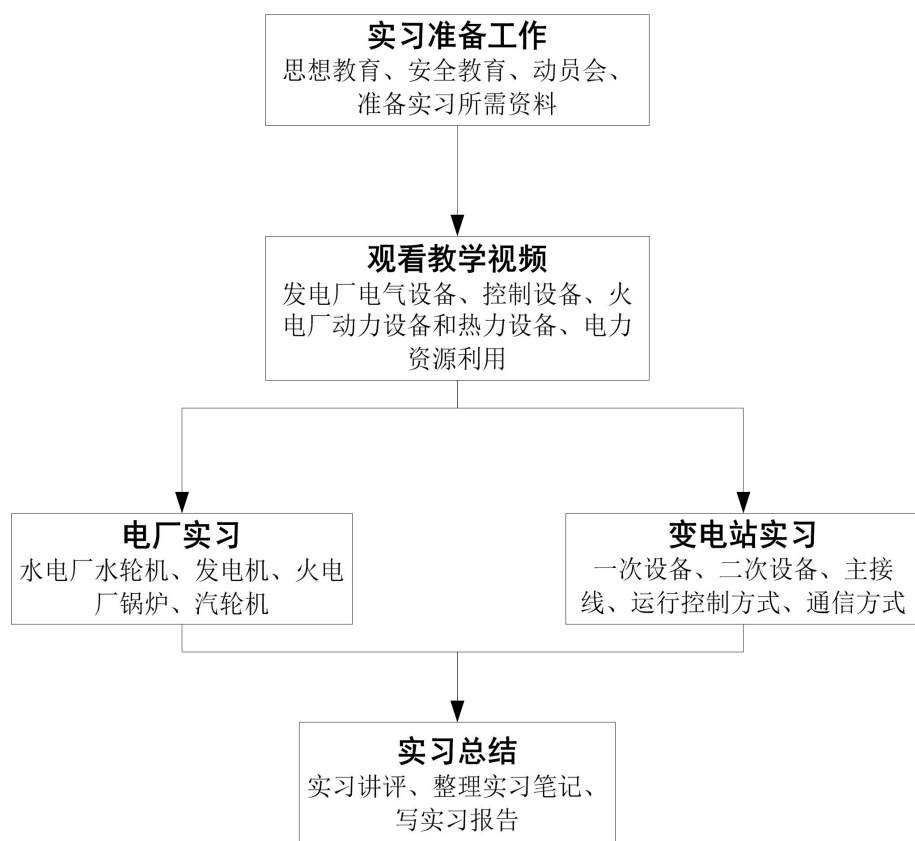 实习准备工作
思想教育、安全教育、动员会、
准备实习所需资料
观看教学视频
发电厂电气设备、控制设备、火
电厂动力设备和热力设备、电力
资源利用
电厂实习
水电厂水轮机、发电机、火电
厂锅炉、汽轮机
变电站实习
一次设备、二次设备、主接
线、运行控制方式、通信方式
实习总结
实习讲评、整理实习笔记、
写实习报告